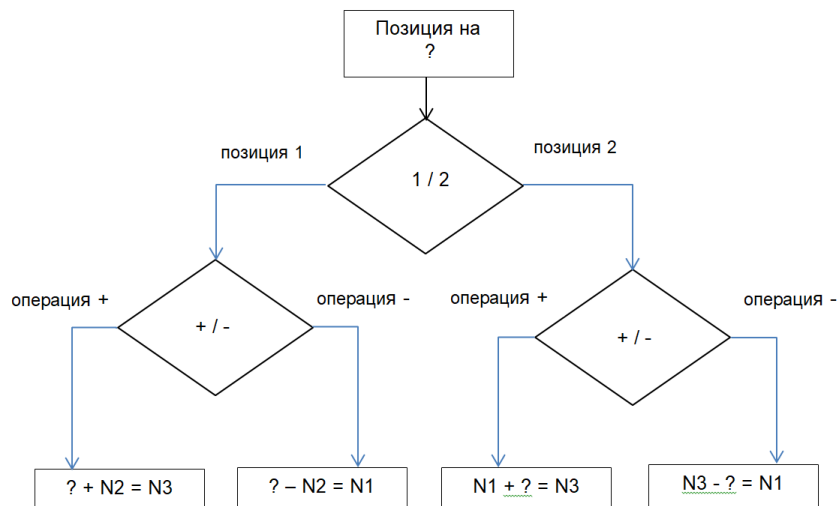 Позиция на
?
позиция 1
позиция 2
1 / 2
операция +
операция -
операция +
операция -
+ / -
+ / -
? + N2 = N3
? – N2 = N1
N1 + ? = N3
N3 - ? = N1